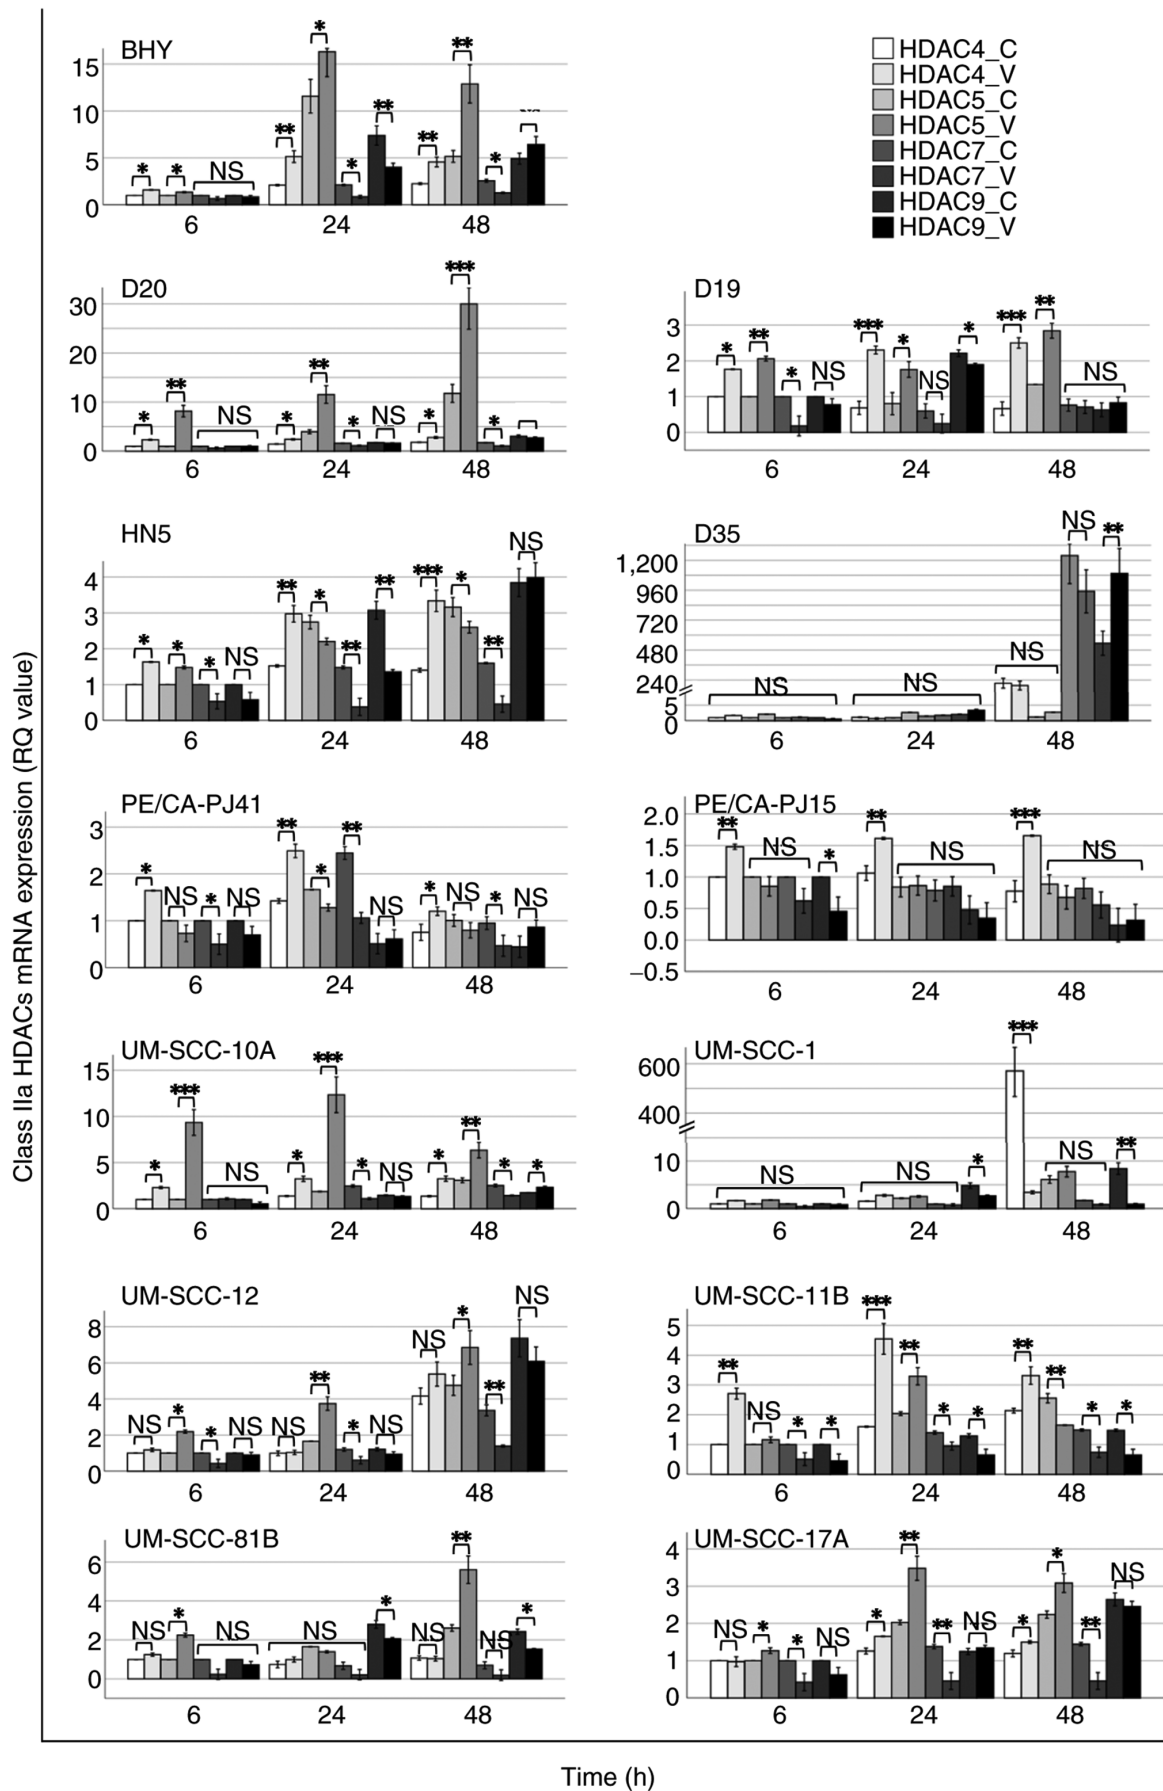 Class IIa HDACs mRNA expression (RQ value)
HDAC4_C
HDAC4_V
HDAC5_C
HDAC5_V
HDAC7_C
HDAC7_V
HDAC9_C
HDAC9_V
BHY
15
10
5
0
* * NS
** * * **
** ** *
6 24 48
D20
30
20
10
0
* ** NS
* ** * NS
* *** *
6 24 48
D19
3
2
1
0
* ** * NS
*** * NS *
*** ** NS
6 24 48
HN5
4
3
2
1
0
* * * NS
** * ** **
*** * ** NS
6 24 48
D35
1,200
960
720
480
240
5
0
NS NS NS NS **
6 24 48
PE/CA-PJ41
3
2
1
0
* NS * NS
** * ** NS
* NS * NS
6 24 48
PE/CA-PJ15
2.0
1.5
1.0
0.5
0.0
−0.5
** NS *
** NS
*** NS
6 24 48
UM-SCC-10A
15
10
5
0
* *** NS
* *** * NS
* ** * *
6 24 48
UM-SCC-1
600
400
10
0
NS
NS *
*** NS **
6 24 48
UM-SCC-12
8
6
4
2
0
NS * * NS
NS ** * NS
NS * ** NS
6 24 48
UM-SCC-11B
5
4
3
2
1
0
** NS * *
*** ** * *
** ** * *
6 24 48
UM-SCC-81B
6
4
2
0
NS * NS
NS *
NS ** NS *
6 24 48
UM-SCC-17A
4
3
2
1
0
NS * * NS
* ** ** NS
* * ** NS
6 24 48
Time (h)